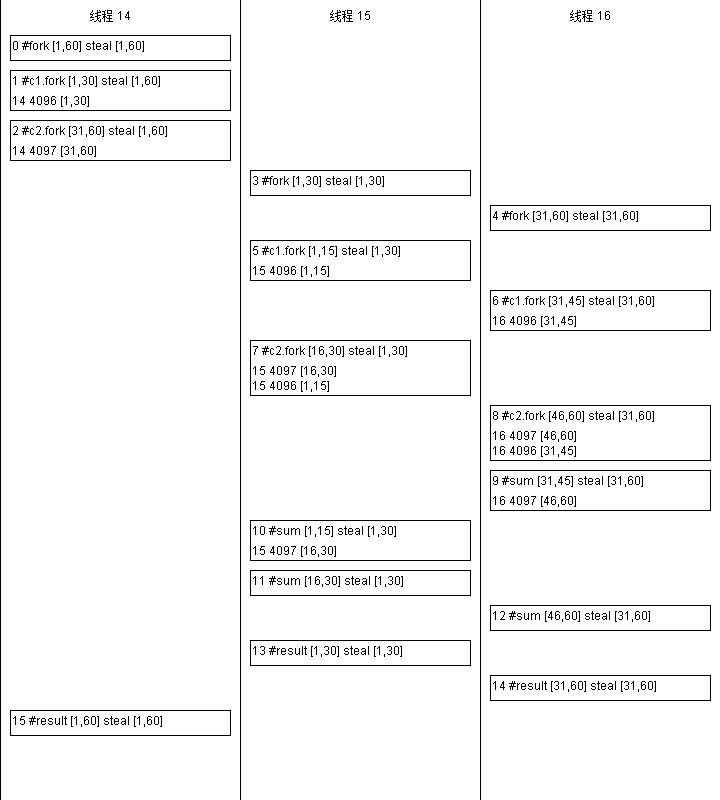 线程 14
线程 15
线程 16
0 #fork [1,60] steal [1,60]
1 #c1.fork [1,30] steal [1,60]
14 4096 [1,30]
2 #c2.fork [31,60] steal [1,60]
14 4097 [31,60]
3 #fork [1,30] steal [1,30]
4 #fork [31,60] steal [31,60]
5 #c1.fork [1,15] steal [1,30]
15 4096 [1,15]
6 #c1.fork [31,45] steal [31,60]
16 4096 [31,45]
7 #c2.fork [16,30] steal [1,30]
15 4097 [16,30]
15 4096 [1,15]
8 #c2.fork [46,60] steal [31,60]
16 4097 [46,60]
16 4096 [31,45]
9 #sum [31,45] steal [31,60]
16 4097 [46,60]
10 #sum [1,15] steal [1,30]
15 4097 [16,30]
11 #sum [16,30] steal [1,30]
12 #sum [46,60] steal [31,60]
13 #result [1,30] steal [1,30]
14 #result [31,60] steal [31,60]
15 #result [1,60] steal [1,60]